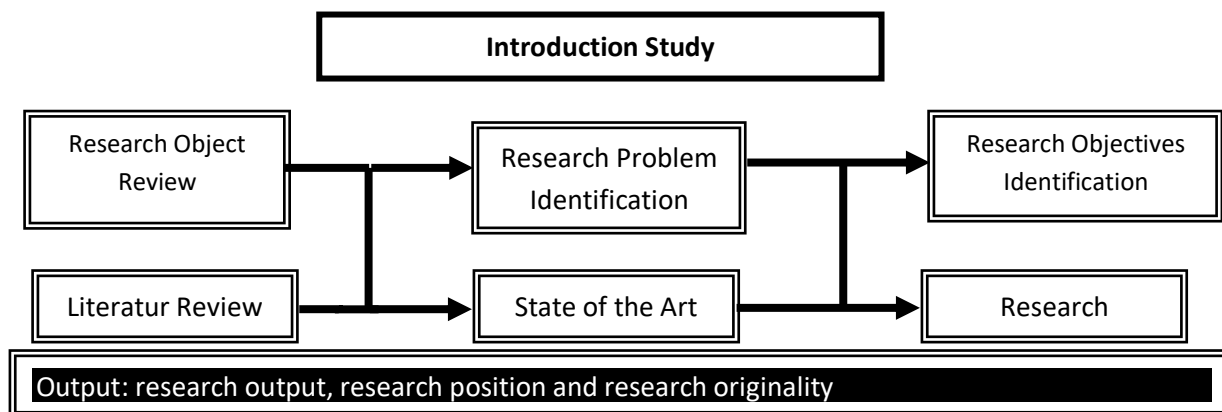 Introduction Study
Research Object
Review
Research Problem
Identification
Research Objectives
Identification
Literatur Review
State of the Art
Research
Output: research output, research position and research originality